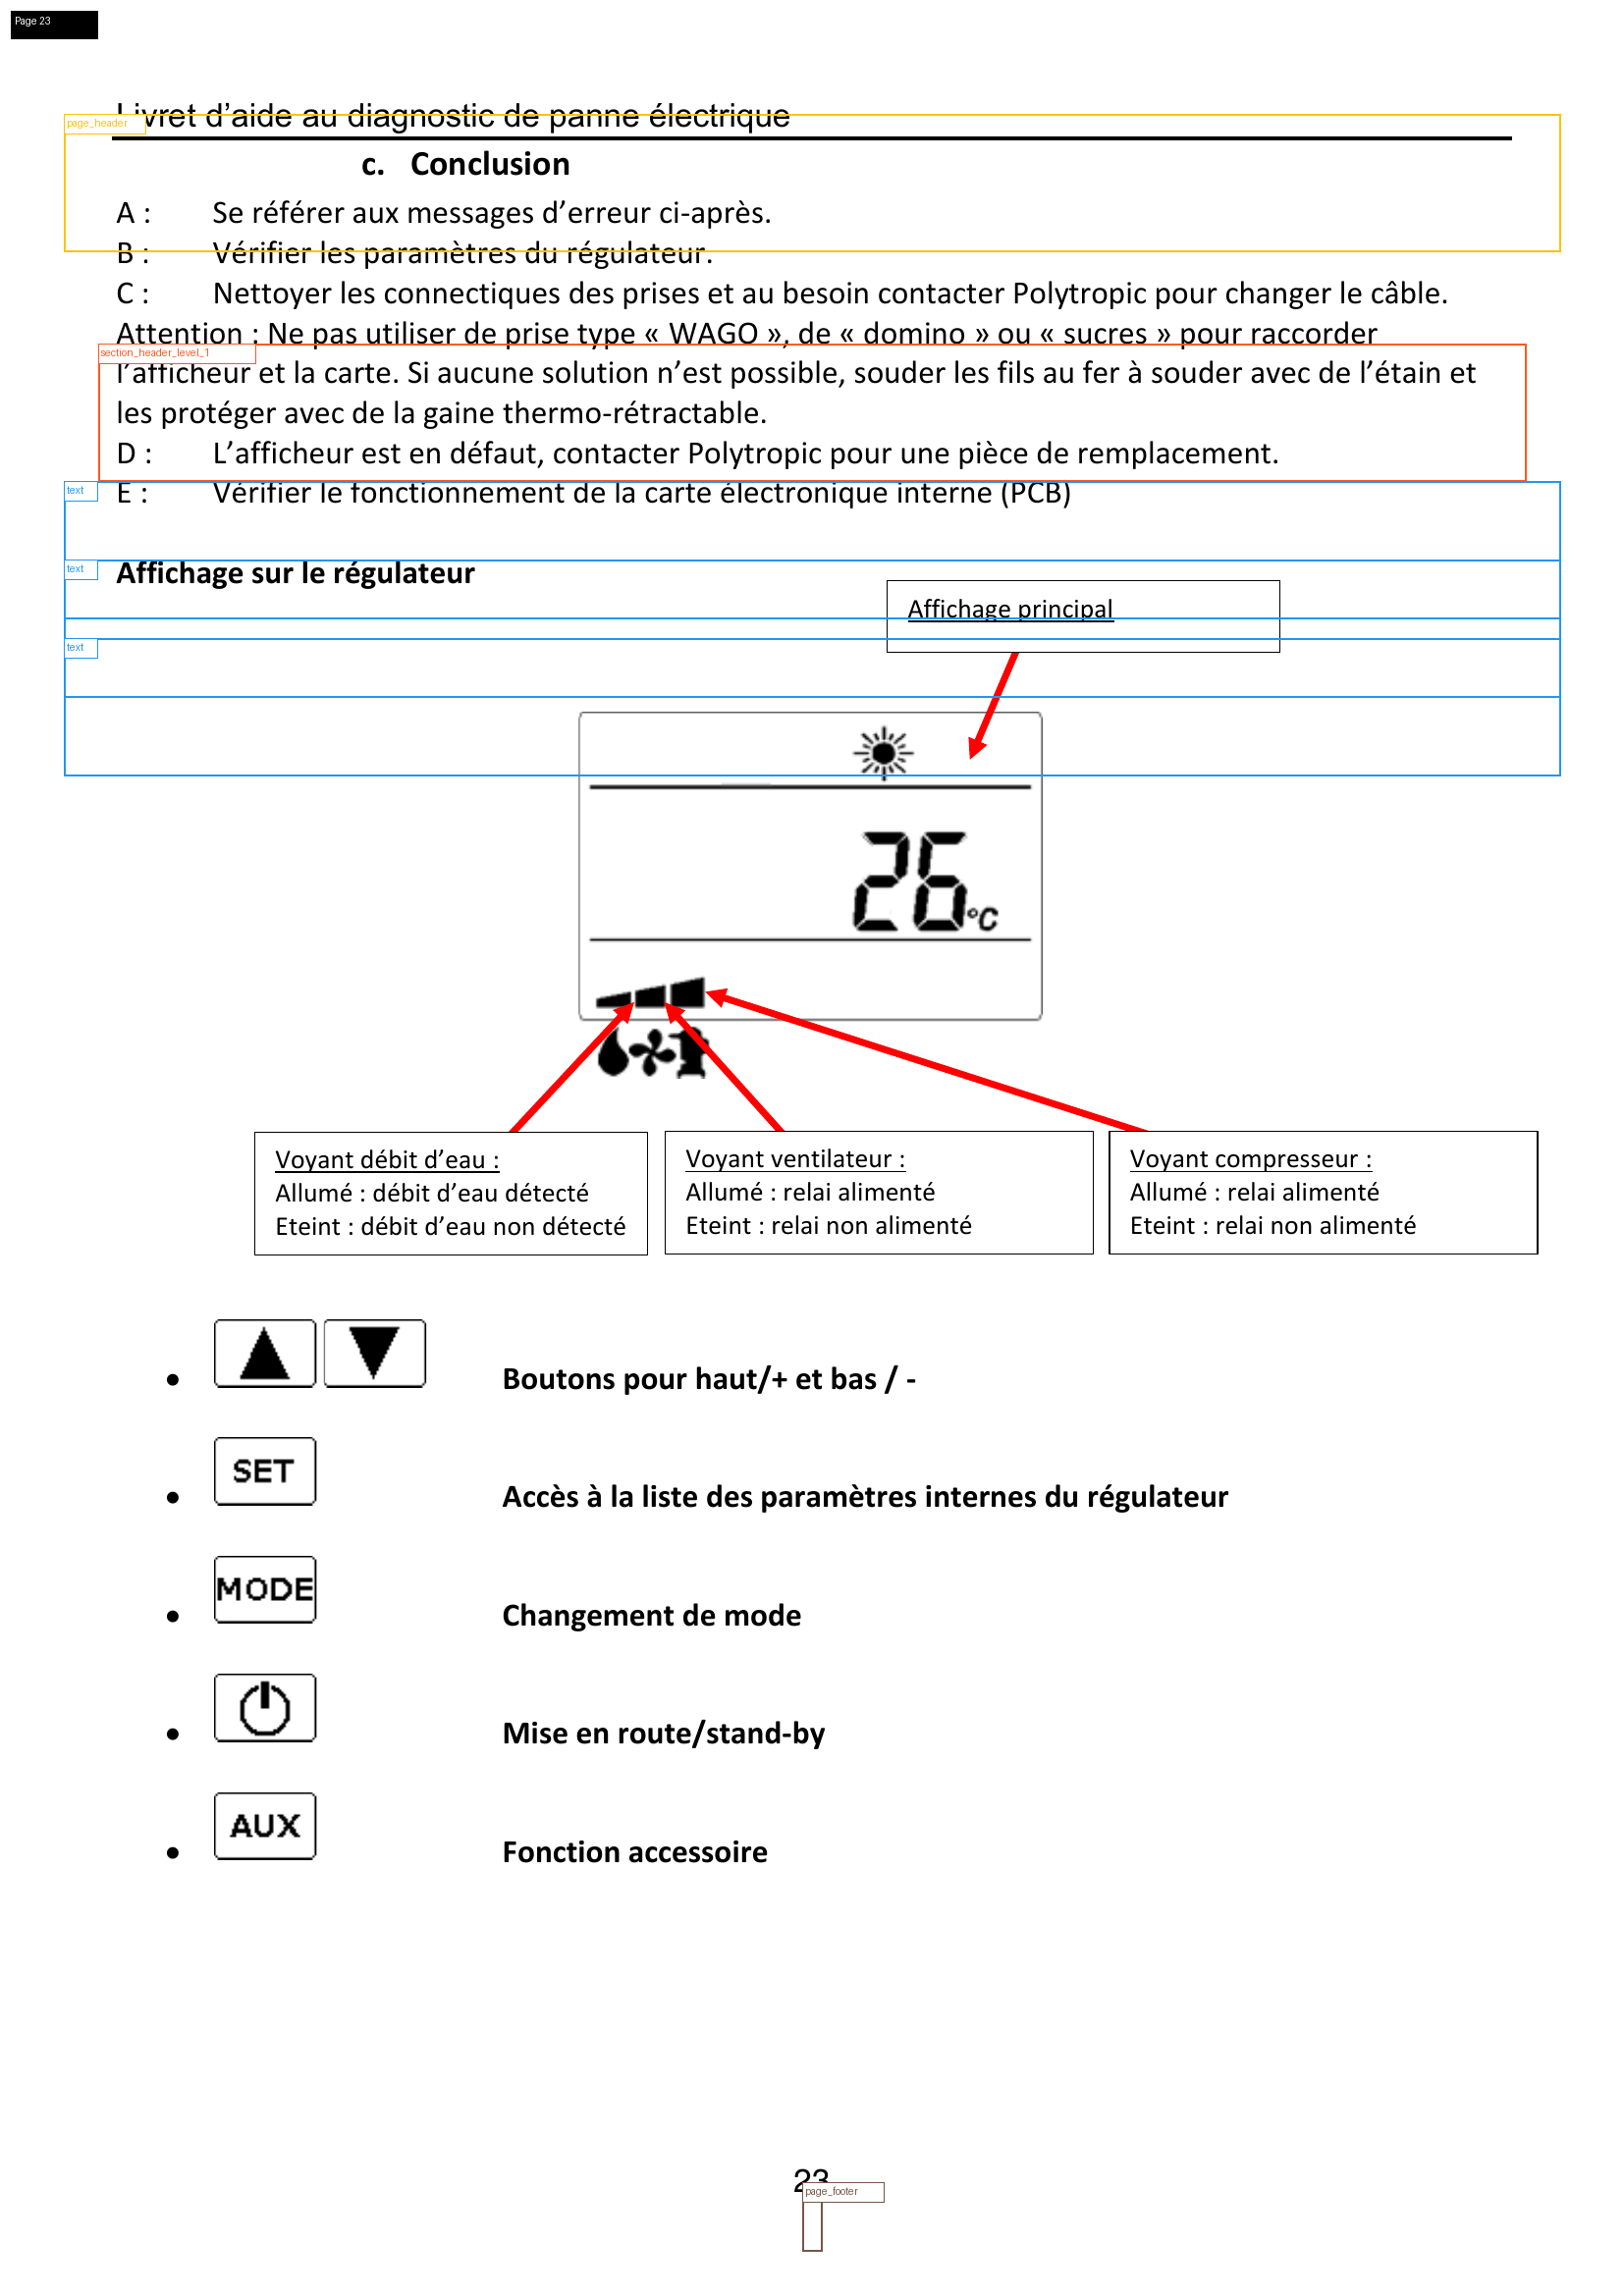 Page 23
Livret d’aide au diagnostic de panne électrique
page_header
c. Conclusion
A : Se référer aux messages d’erreur ci-après.
B : Vérifier les paramètres du régulateur.
C : Nettoyer les connectiques des prises et au besoin contacter Polytropic pour changer le câble.
Attention : Ne pas utiliser de prise type « WAGO », de « domino » ou « sucres » pour raccorder
section_header_level_1
l’afficheur et la carte. Si aucune solution n’est possible, souder les fils au fer à souder avec de l’étain et
les protéger avec de la gaine thermo-rétractable.
D : L’afficheur est en défaut, contacter Polytropic pour une pièce de remplacement.
text
E : Vérifier le fonctionnement de la carte électronique interne (PCB)
text
Affichage sur le régulateur
Affichage principal
text
26°C
Voyant débit d’eau :
Allumé : débit d’eau détecté
Eteint : débit d’eau non détecté
Voyant ventilateur :
Allumé : relai alimenté
Eteint : relai non alimenté
Voyant compresseur :
Allumé : relai alimenté
Eteint : relai non alimenté
Boutons pour haut/+ et bas / -
SET
Accès à la liste des paramètres internes du régulateur
MODE
Changement de mode
Mise en route/stand-by
AUX
Fonction accessoire
23
page_footer